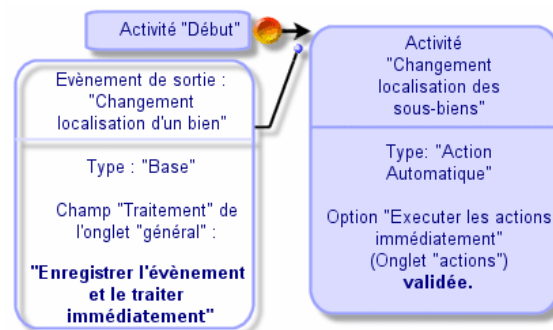 Activité "Début"
Evènement de sortie :
"Changement
localisation d'un bien"
Type : "Base"
Champ "Traitement" de
l'onglet "général" :
"Enregistrer l'évènement
et le traiter
immédiatement"
Activité
"Changement
localisation des
sous-biens"
Type: "Action
Automatique"
Option "Executer les actions
immédiatement"
(Onglet "actions")
validée.